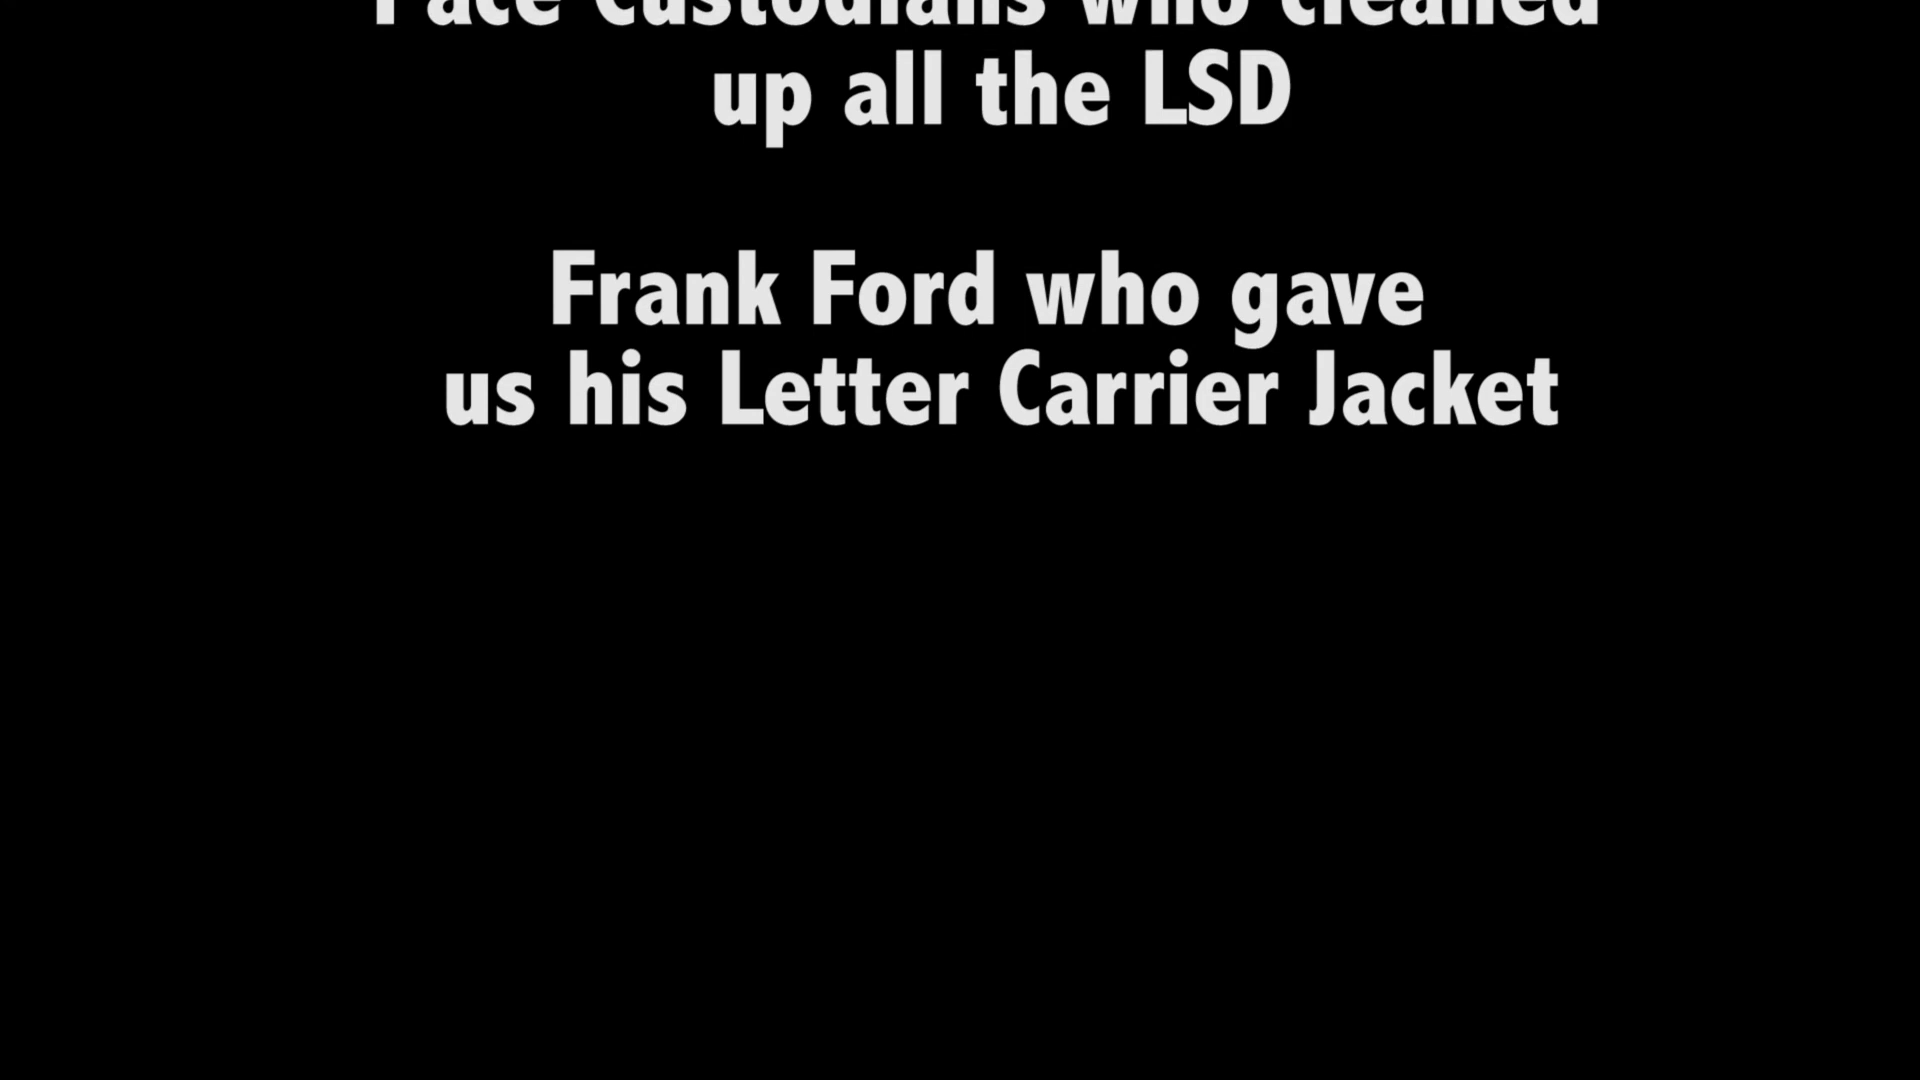 Pace Custodians who cleaned
up all the LSD
Frank Ford who gave
us his Letter Carrier Jacket